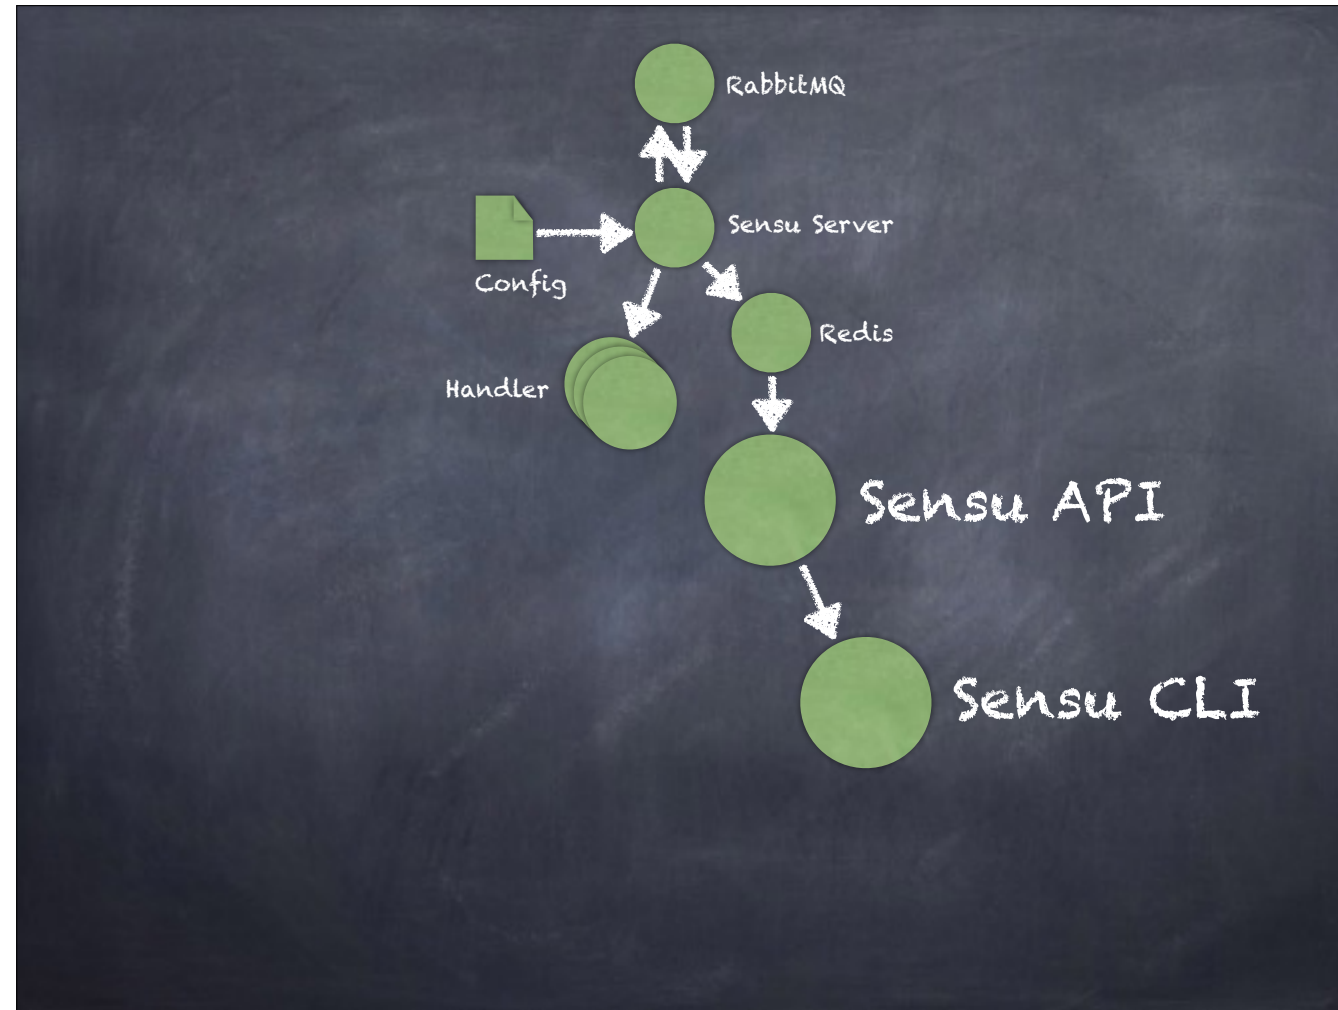 RabbitMQ
Sensu Server
Config
Redis
Handler
Sensu API
Sensu CLI